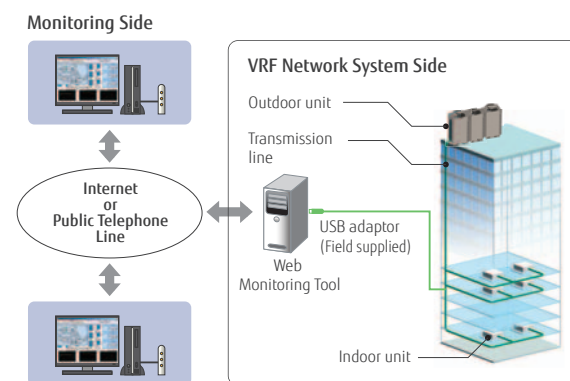 Monitoring Side
VRF Network System Side
Outdoor unit
Transmission
line
Internet
or
Public Telephone
Line
USB adaptor
(Field supplied)
Web
Monitoring Tool
Indoor unit